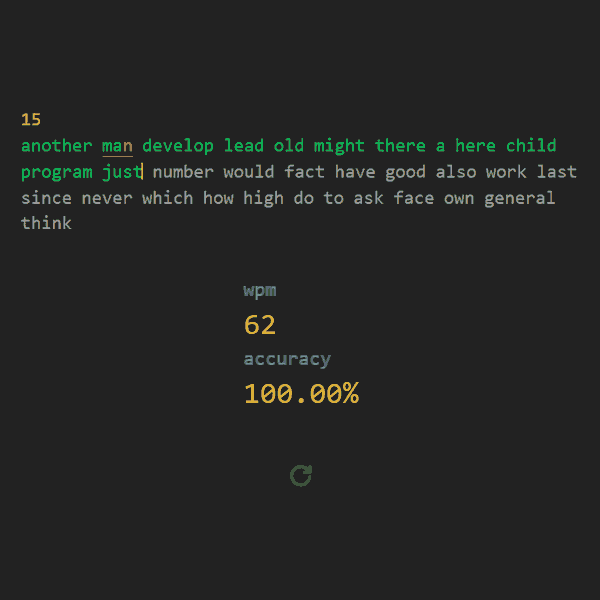 15
another man develop lead old might there a here child
program just number would fact have good also work last
since never which how high do to ask face own general
think
wpm
62
accuracy
100.00%